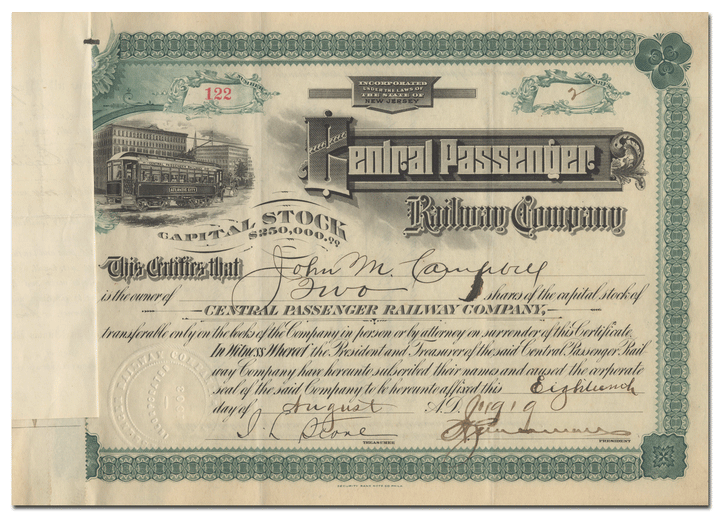 122
2
INCORPORATED
UNDER THE LAWS OF
THE STATE OF
NEW JERSEY
Central Passenger
Railway Company
CAPITAL STOCK
$250,000.00
This Certifies that John M. Campbell
is the owner of Two shares of the capital stock of
CENTRAL PASSENGER RAILWAY COMPANY,
transferable only on the books of the Company in person or by attorney on surrender of this Certificate.
In Witness Whereof the President and Treasurer of the said Central Passenger Rail
way Company have hereunto subscribed their names and caused the corporate
seal of the said Company to be hereunto affixed this Eighteenth
day of August A.D. 1919
TREASURER
PRESIDENT